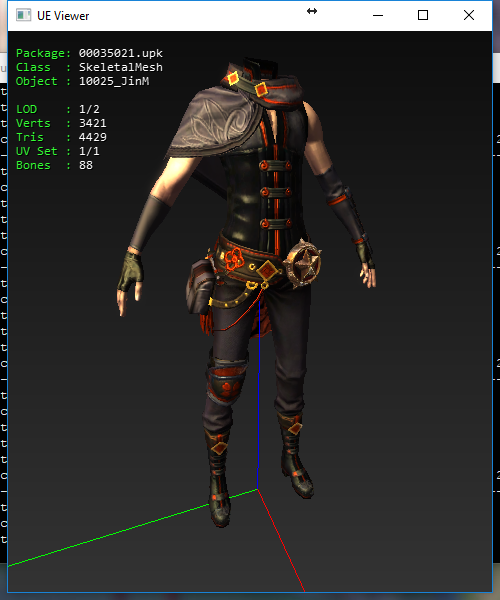 UE Viewer
Package: 00035021.upk
Class  : SkeletalMesh
Object : 10025_JinM
LOD    : 1/2
Verts  : 3421
Tris   : 4429
UV Set : 1/1
Bones  : 88